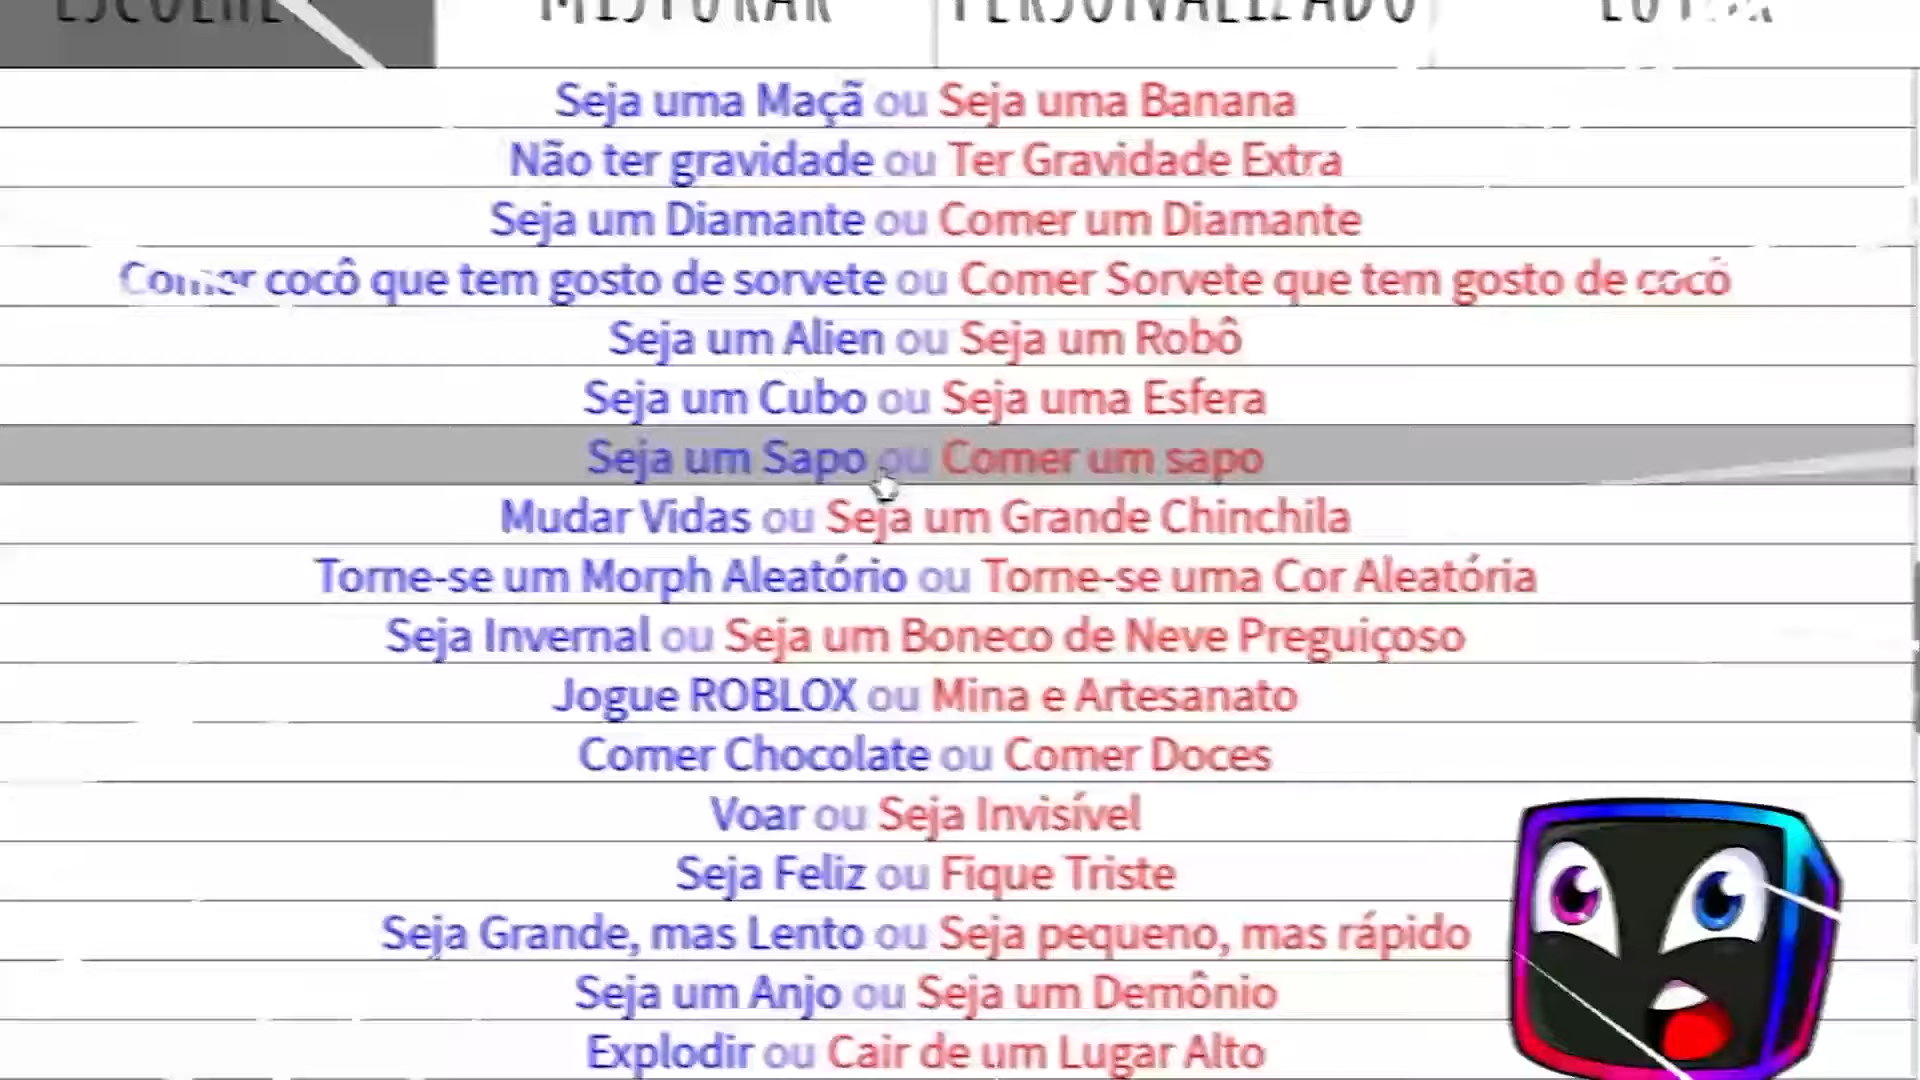 MISTURAR PERSONALIZADO
Seja uma Maçã ou Seja uma Banana
Não ter gravidade ou Ter Gravidade Extra
Seja um Diamante ou Comer um Diamante
Comer cocô que tem gosto de sorvete ou Comer Sorvete que tem gosto de cocô
Seja um Alien ou Seja um Robô
Seja um Cubo ou Seja uma Esfera
Seja um Sapo ou Comer um sapo
Mudar Vidas ou Seja um Grande Chinchila
Torne-se um Morph Aleatório ou Torne-se uma Cor Aleatória
Seja Invernal ou Seja um Boneco de Neve Preguiçoso
Jogue ROBLOX ou Mina e Artesanato
Comer Chocolate ou Comer Doces
Voar ou Seja Invisível
Seja Feliz ou Fique Triste
Seja Grande, mas Lento ou Seja pequeno, mas rápido
Seja um Anjo ou Seja um Demônio
Explodir ou Cair de um Lugar Alto